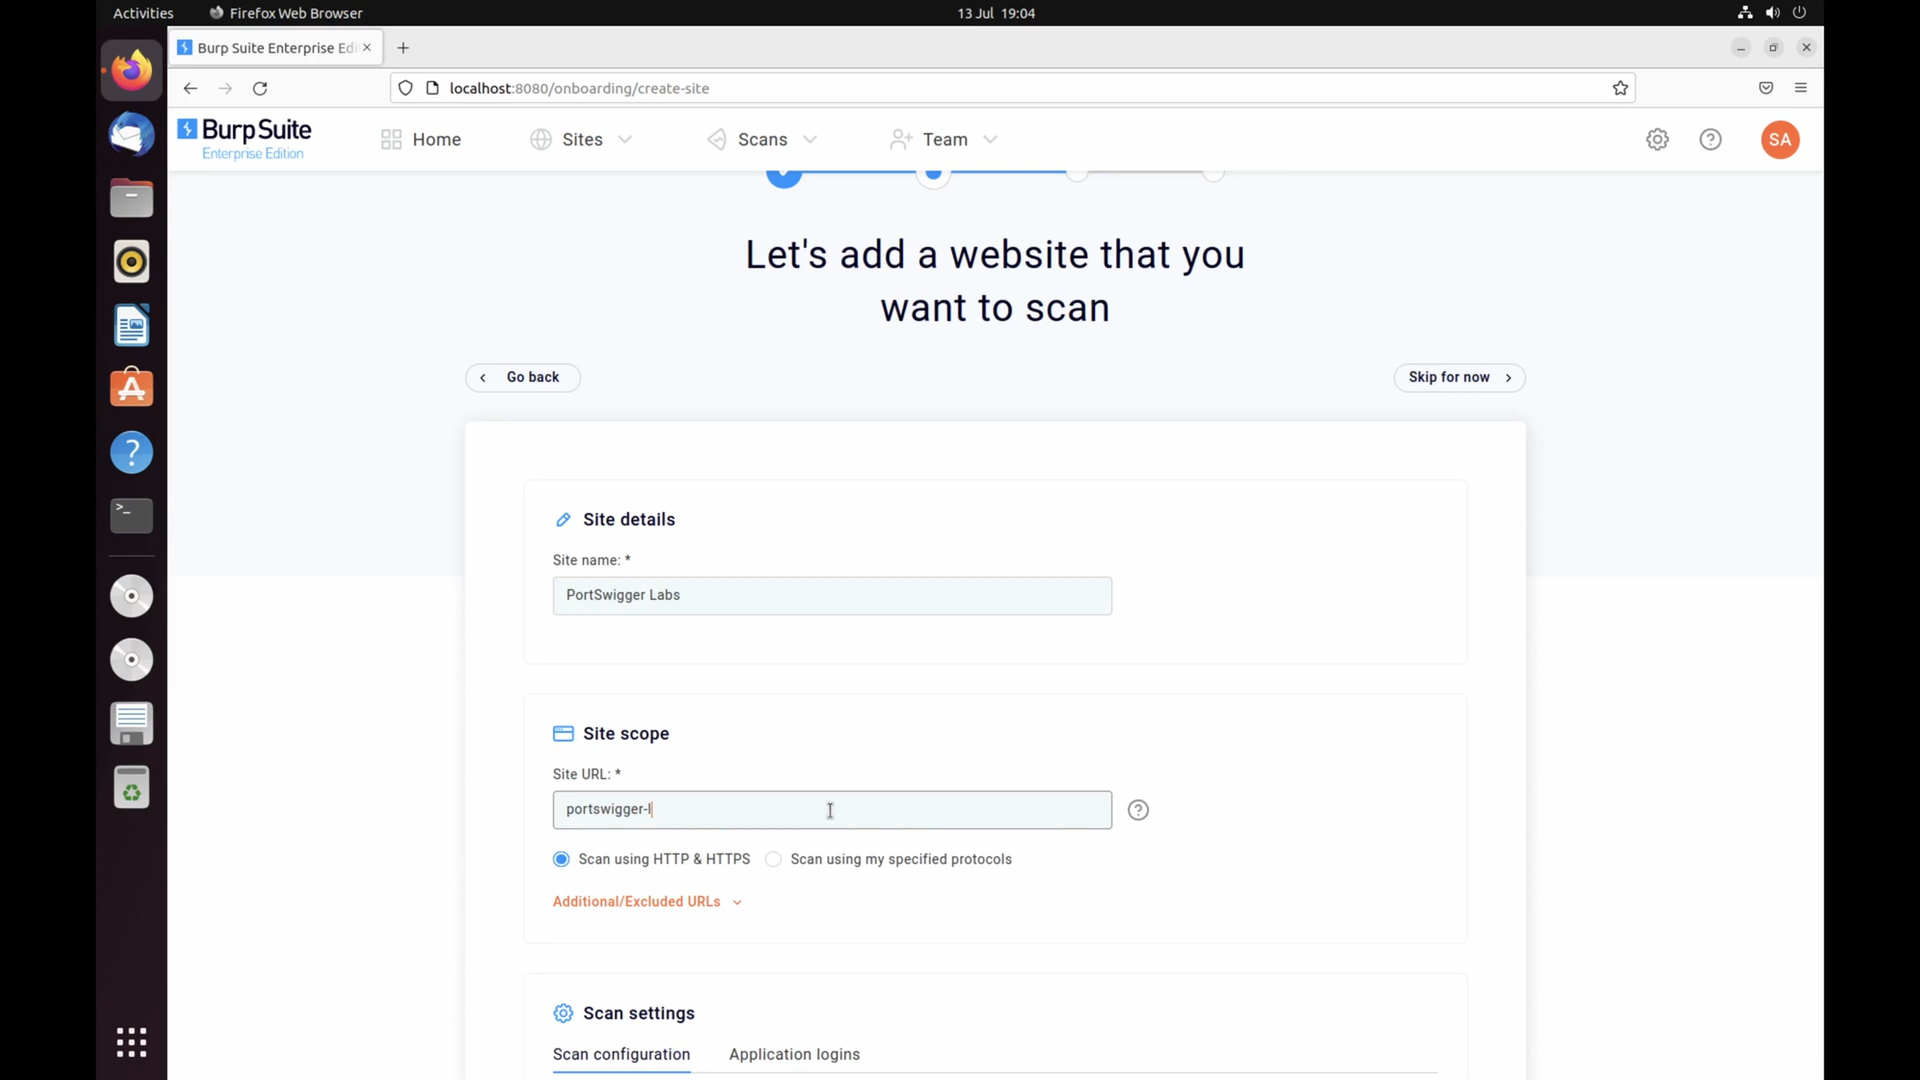 Activities
Firefox Web Browser
13 Jul 19:04
Burp Suite Enterprise Edi
localhost:8080/onboarding/create-site
Burp Suite
Enterprise Edition
Home
Sites
Scans
Team
SA
Let's add a website that you
want to scan
Go back
Skip for now
Site details
Site name: *
PortSwigger Labs
Site scope
Site URL: *
portswigger-l
Scan using HTTP & HTTPS
Scan using my specified protocols
Additional/Excluded URLs
Scan settings
Scan configuration
Application logins